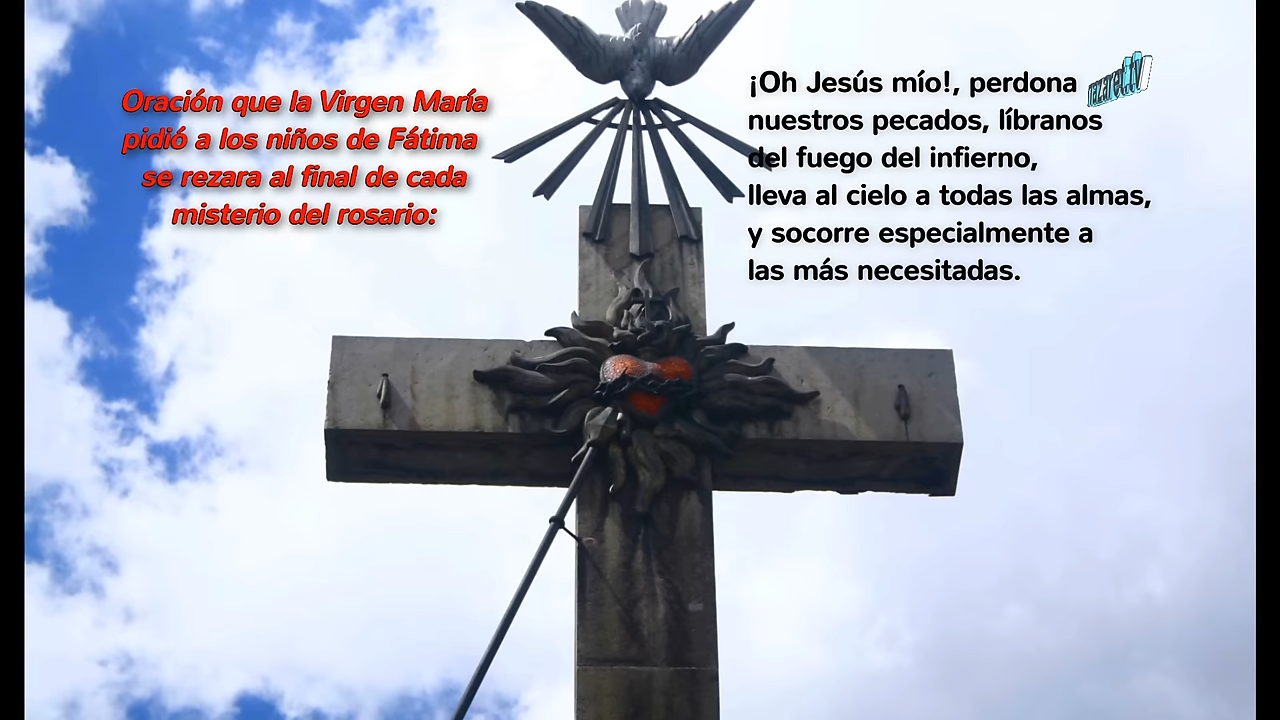 Oración que la Virgen María
pidió a los niños de Fátima
se rezara al final de cada
misterio del rosario:
¡Oh Jesús mío!, perdona
nuestros pecados, líbranos
del fuego del infierno,
lleva al cielo a todas las almas,
y socorre especialmente a
las más necesitadas.